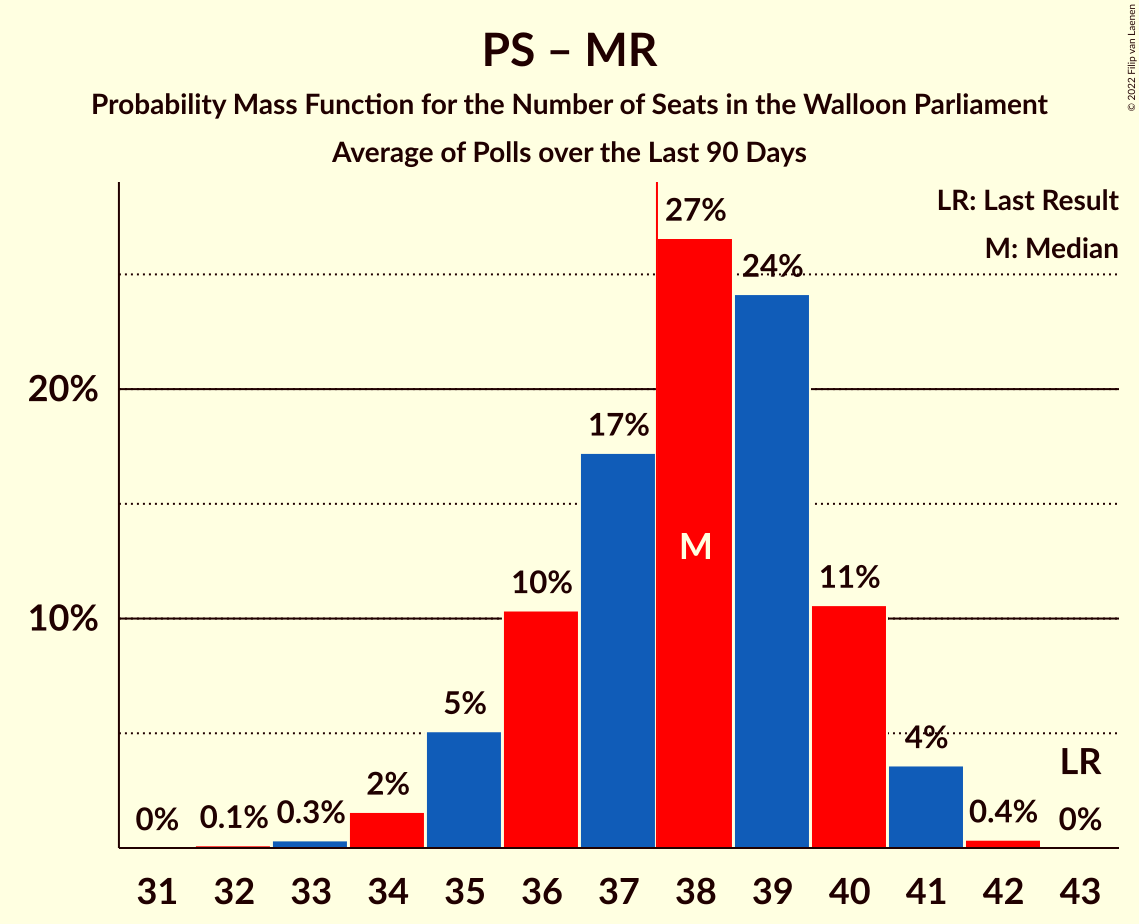 PS – MR
Probability Mass Function for the Number of Seats in the Walloon Parliament
Average of Polls over the Last 90 Days
© 2022 Filip van Laenen
LR: Last Result
M: Median
20%
10%
0%
0.1%
0.3%
2%
5%
10%
17%
27%
24%
11%
4%
0.4%
0%
M
LR
31 32 33 34 35 36 37 38 39 40 41 42 43